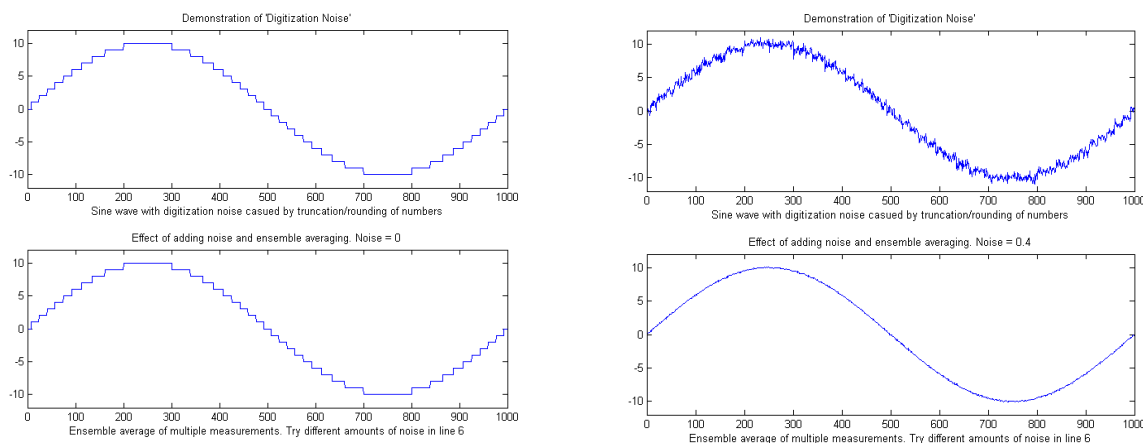 Demonstration of 'Digitization Noise'
10
5
0
-5
-10
0 100 200 300 400 500 600 700 800 900 1000
Sine wave with digitization noise casued by truncation/rounding of numbers
Effect of adding noise and ensemble averaging. Noise = 0
10
5
0
-5
-10
0 100 200 300 400 500 600 700 800 900 1000
Ensemble average of multiple measurements. Try different amounts of noise in line 6
Demonstration of 'Digitization Noise'
10
5
0
-5
-10
0 100 200 300 400 500 600 700 800 900 1000
Sine wave with digitization noise casued by truncation/rounding of numbers
Effect of adding noise and ensemble averaging. Noise = 0.4
10
5
0
-5
-10
0 100 200 300 400 500 600 700 800 900 1000
Ensemble average of multiple measurements. Try different amounts of noise in line 6